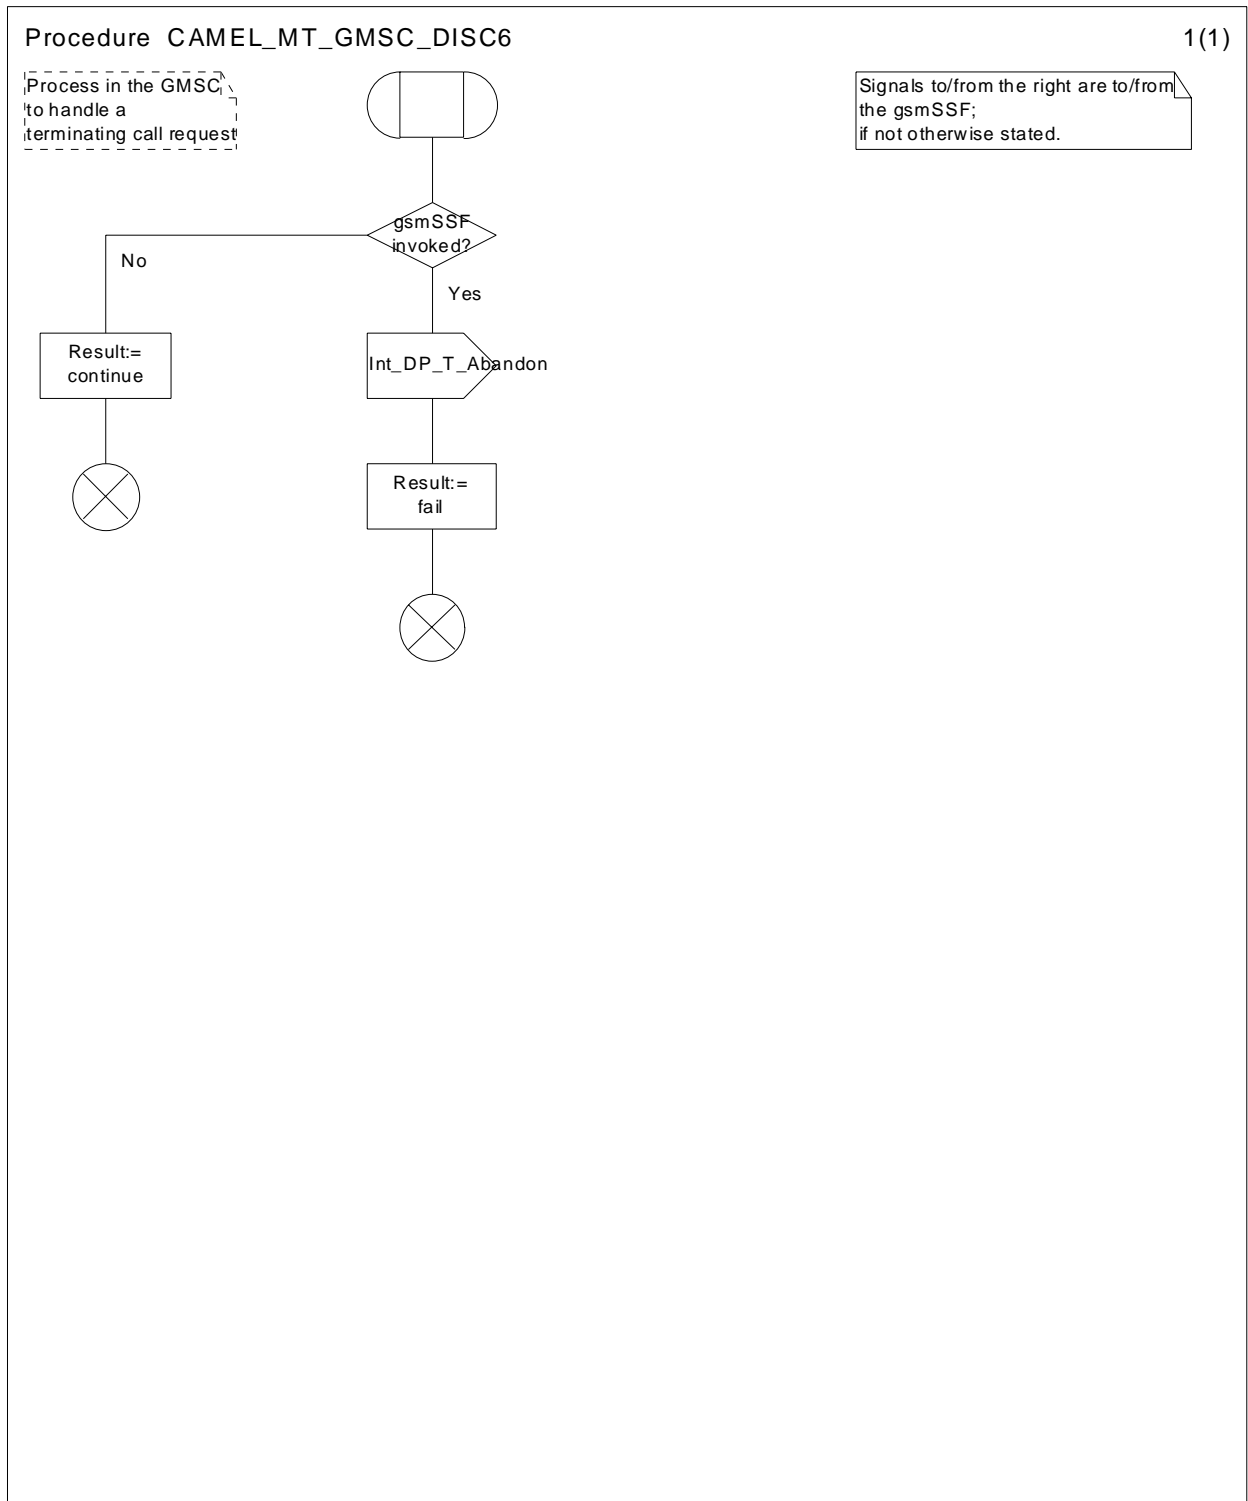 Procedure CAMEL_MT_GMSC_DISC6
1(1)
Process in the GMSC
to handle a
terminating call request
Signals to/from the right are to/from
the gsmSSF;
if not otherwise stated.
gsmSSF
invoked?
No
Yes
Result:=
continue
Int_DP_T_Abandon
Result:=
fail